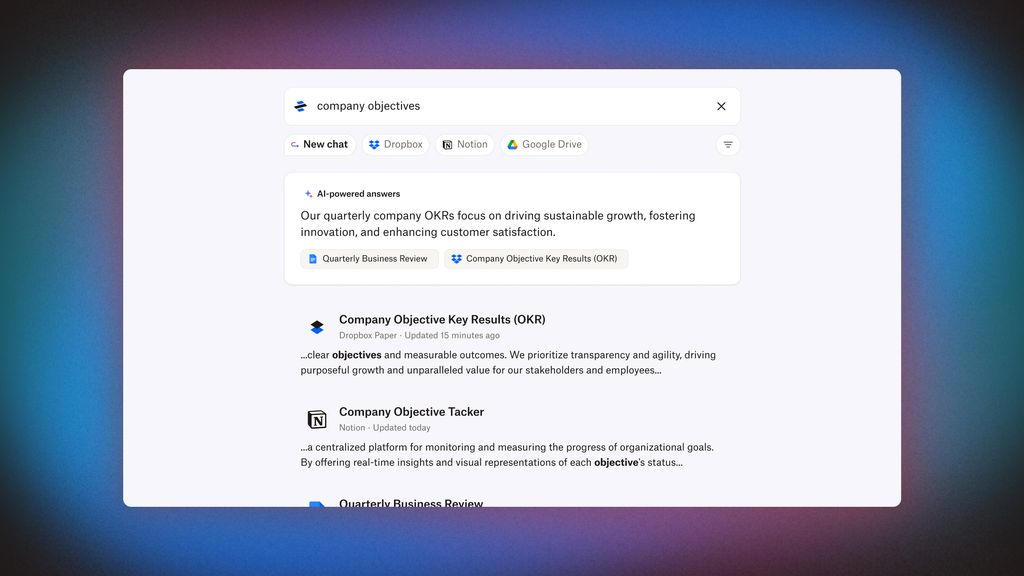 company objectives
New chat
Dropbox
Notion
Google Drive
AI-powered answers
Our quarterly company OKRs focus on driving sustainable growth, fostering
innovation, and enhancing customer satisfaction.
Quarterly Business Review
Company Objective Key Results (OKR)
Company Objective Key Results (OKR)
Dropbox Paper · Updated 15 minutes ago
...clear objectives and measurable outcomes. We prioritize transparency and agility, driving
purposeful growth and unparalleled value for our stakeholders and employees...
Company Objective Tacker
Notion · Updated today
...a centralized platform for monitoring and measuring the progress of organizational goals.
By offering real-time insights and visual representations of each objective's status...
Quarterly Business Review